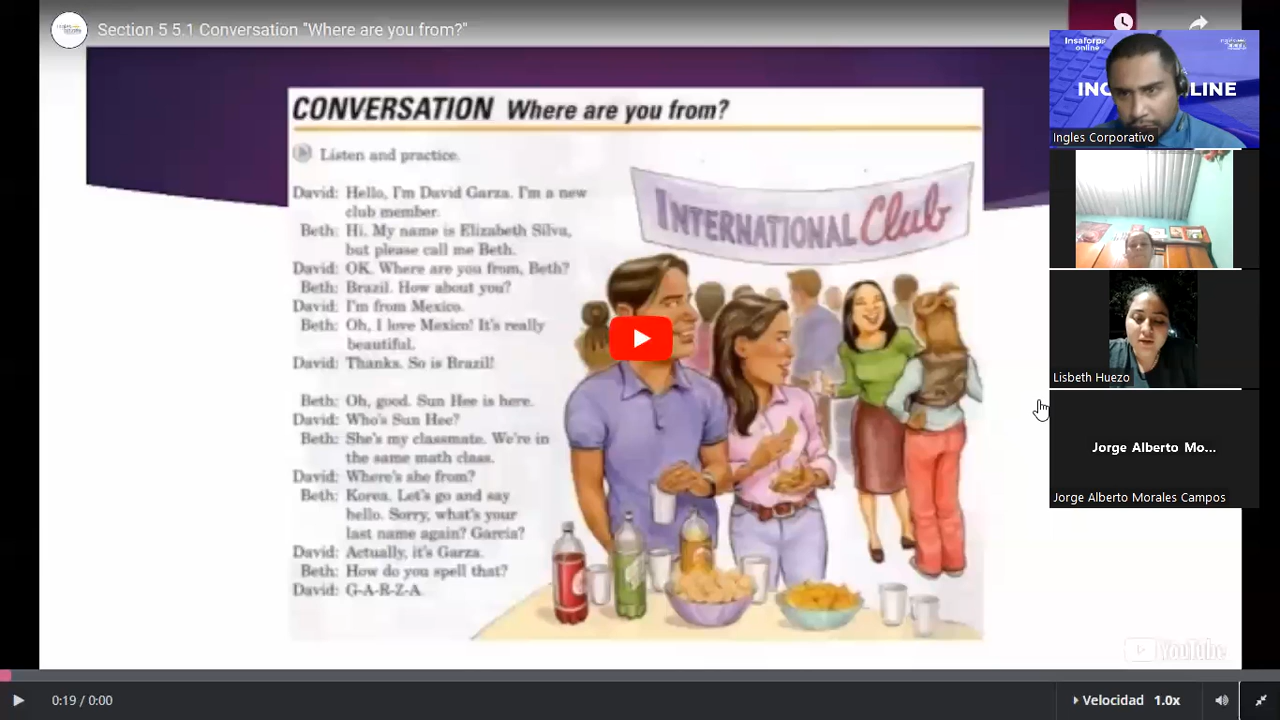 Section 5 5.1 Conversation "Where are you from?"
CONVERSATION Where are you from?
Listen and practice.
David: Hello, I'm David Garza. I'm a new
club member.
Beth: Hi. My name is Elizabeth Silva,
but please call me Beth.
David: OK. Where are you from, Beth?
Beth: Brazil. How about you?
David: I'm from Mexico.
Beth: Oh, I love Mexico! It's really
beautiful.
David: Thanks. So is Brazil!
Beth: Oh, good. Sun Hee is here.
David: Who's Sun Hee?
Beth: She's my classmate. We're in
the same math class.
David: Where's she from?
Beth: Korea. Let's go and say
hello. Sorry, what's your
last name again? Garcia?
David: Actually, it's Garza.
Beth: How do you spell that?
David: G-A-R-Z-A.
INTERNATIONAL Club
Insaforp
online
LINE
Ingles Corporativo
Lisbeth Huezo
Jorge Alberto Mo...
Jorge Alberto Morales Campos
YouTube
0:19 / 0:00
Velocidad 1.0x